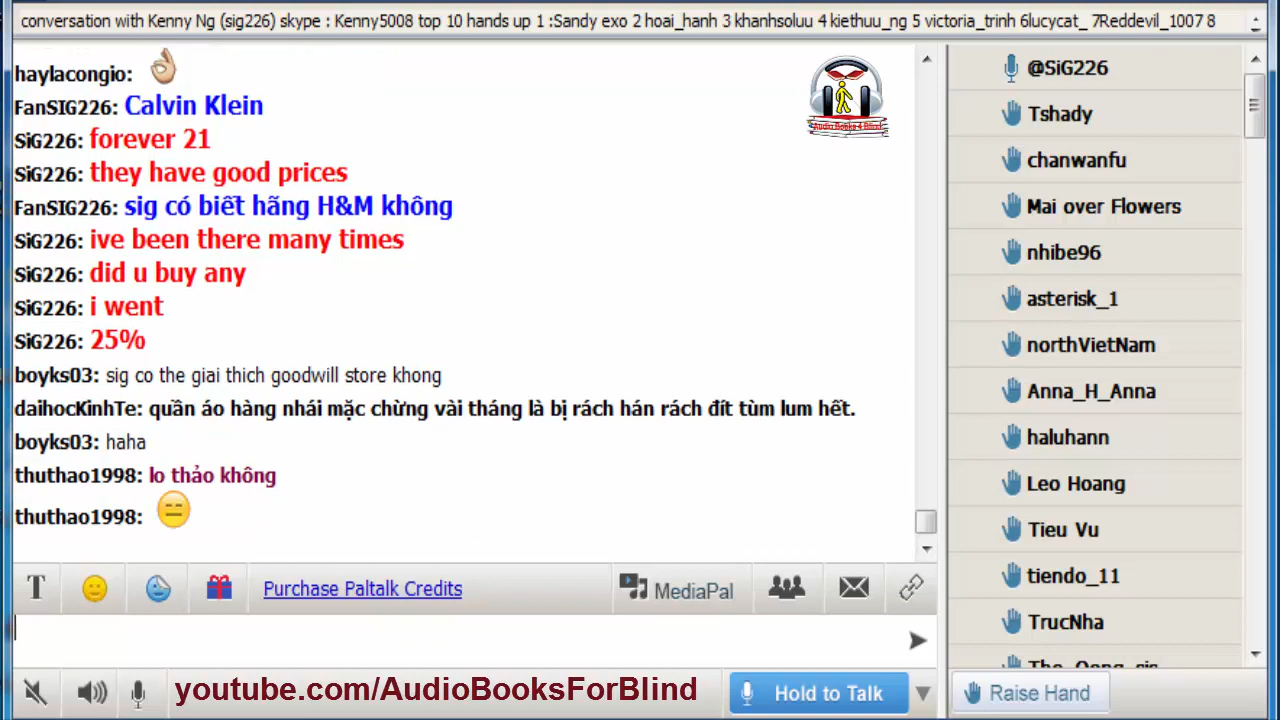 conversation with Kenny Ng (sig226) skype : Kenny5008 top 10 hands up 1 :Sandy exo 2 hoai_hanh 3 khanhsoluu 4 kiethuu_ng 5 victoria_trinh 6lucycat_ 7Reddevil_1007 8
haylacongio:
FanSIG226: Calvin Klein
SiG226: forever 21
SiG226: they have good prices
FanSIG226: sig có biết hãng H&M không
SiG226: ive been there many times
SiG226: did u buy any
SiG226: i went
SiG226: 25%
boyks03: sig co the giai thich goodwill store khong
daihocKinhTe: quần áo hàng nhái mặc chừng vài tháng là bị rách hán rách đít tùm lum hết.
boyks03: haha
thuthao1998: lo thảo không
thuthao1998:
Audio Books 4 Blind
T
Purchase Paltalk Credits
MediaPal
youtube.com/AudioBooksForBlind
Hold to Talk
@SiG226
Tshady
chanwanfu
Mai over Flowers
nhibe96
asterisk_1
northVietNam
Anna_H_Anna
haluhann
Leo Hoang
Tieu Vu
tiendo_11
TrucNha
Raise Hand